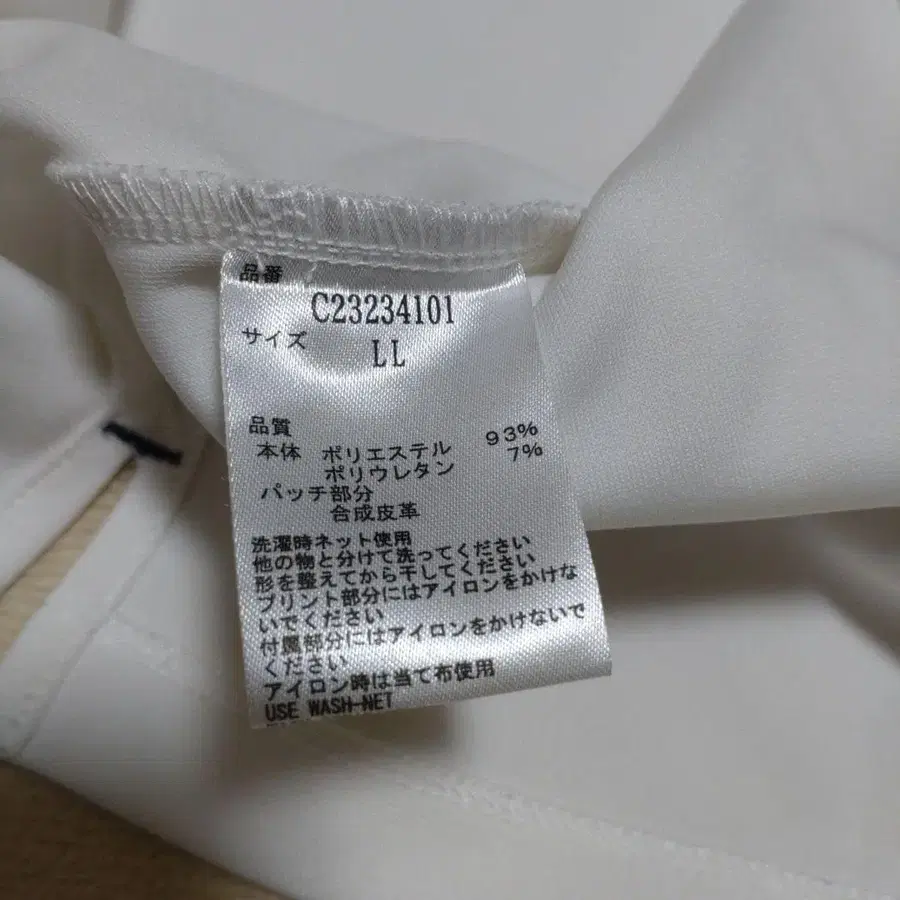 品番
C23234101
サイズ
LL
品質
本体 ポリエステル 93%
ポリウレタン 7%
パッチ部分
合成皮革
洗濯時ネット使用
他の物と分けて洗ってください
形を整えてから干してください
プリント部分にはアイロンをかけな
いでください
付属部分にはアイロンをかけないで
ください
アイロン時は当て布使用
USE WASH-NET